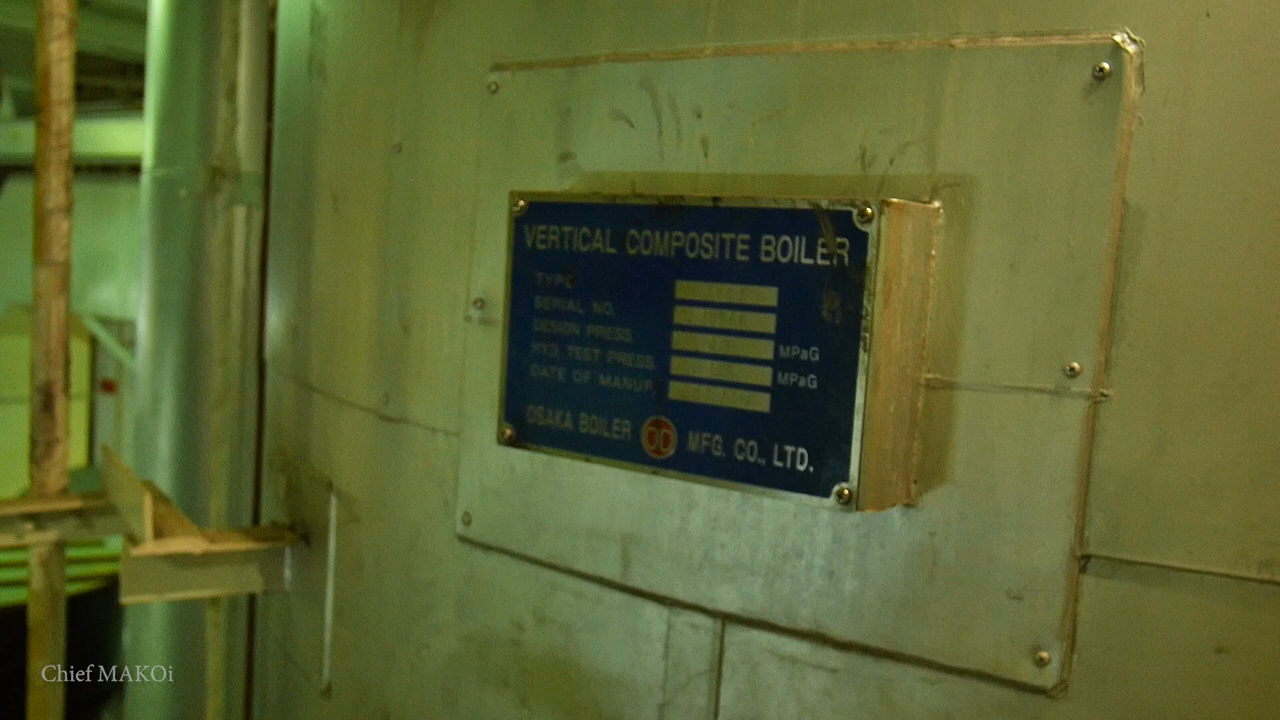 VERTICAL COMPOSITE BOILER
TYPE
SERIAL NO.
DESIGN PRESS. MPaG
HYD. TEST PRESS. MPaG
DATE OF MANUF.
OSAKA BOILER MFG. CO., LTD.
Chief MAKOi